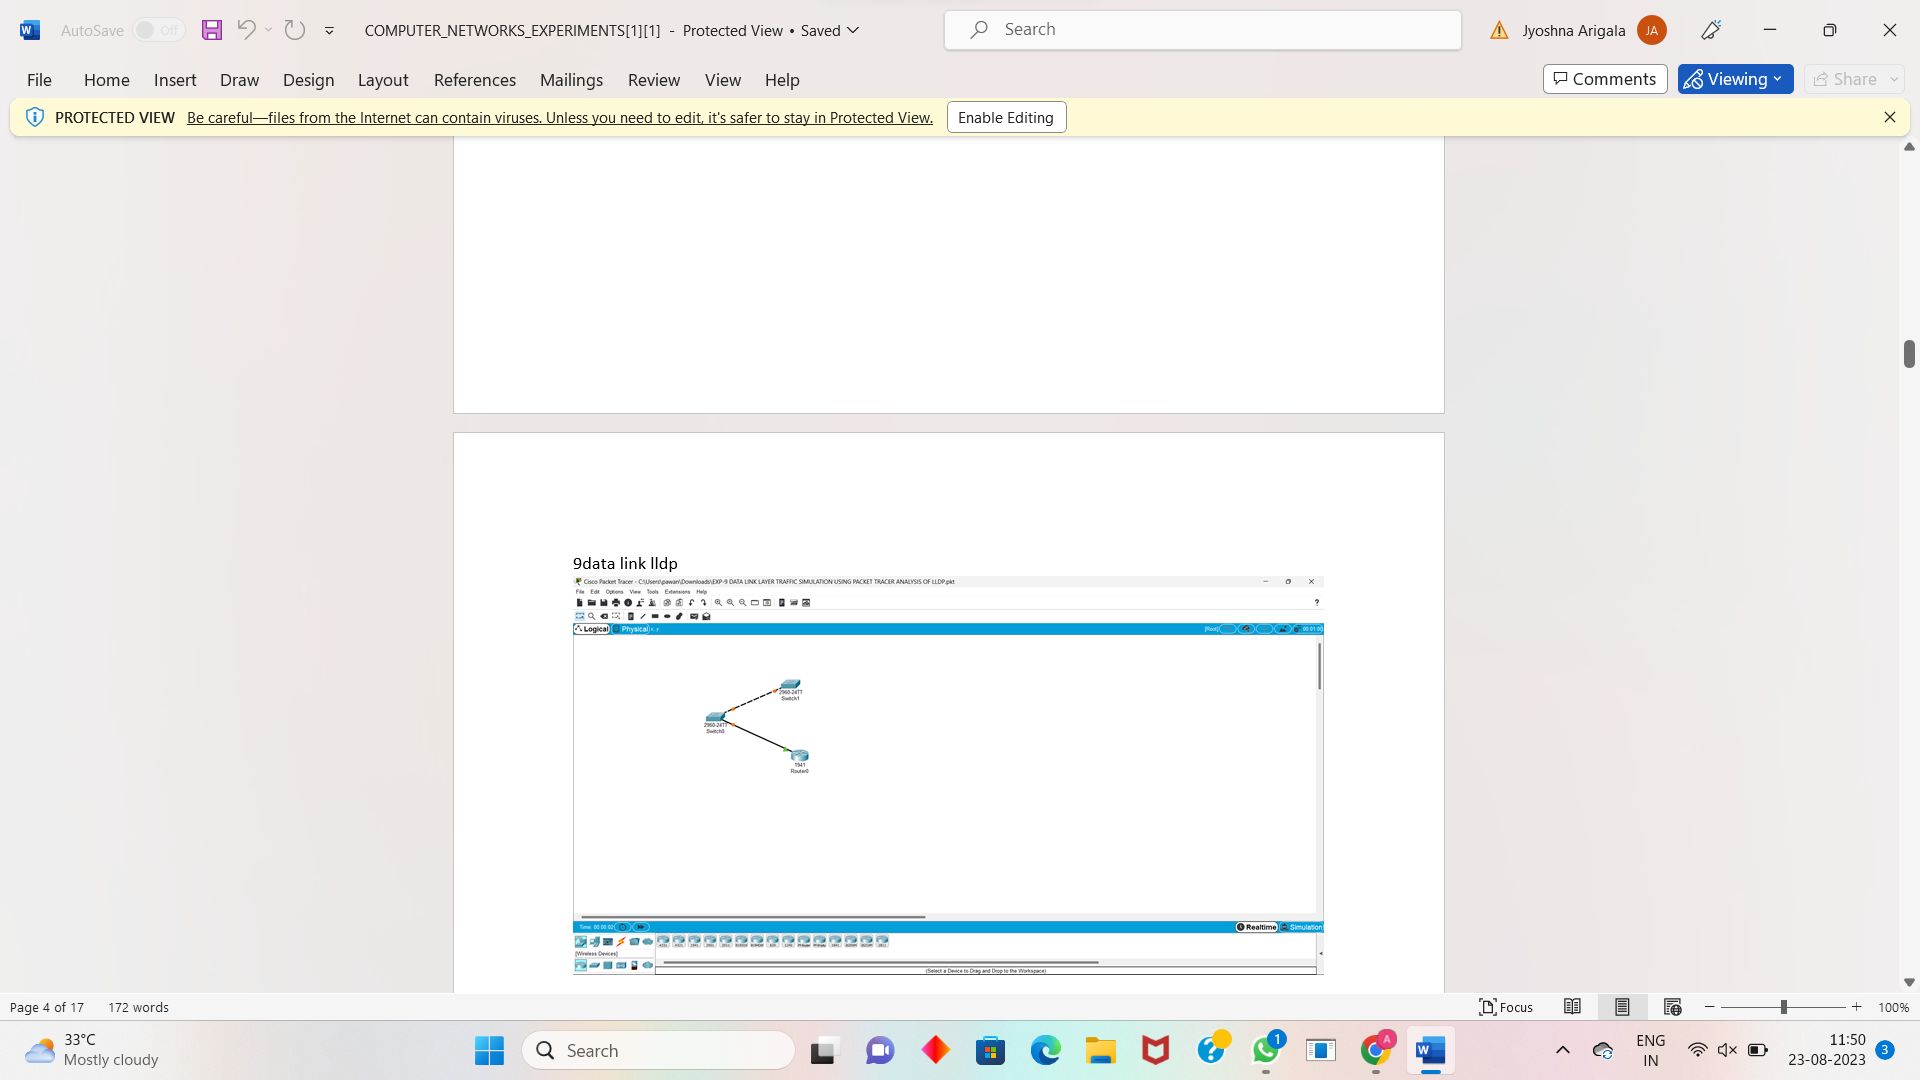 AutoSave Off COMPUTER_NETWORKS_EXPERIMENTS[1][1] - Protected View • Saved Search Jyoshna Arigala JA
File Home Insert Draw Design Layout References Mailings Review View Help Comments Viewing Share
PROTECTED VIEW Be careful—files from the Internet can contain viruses. Unless you need to edit, it's safer to stay in Protected View. Enable Editing
9data link lldp
Cisco Packet Tracer - C:\Users\pawan\Downloads\EXP-9 DATA LINK LAYER TRAFFIC SIMULATION USING PACKET TRACER ANALYSIS OF LLDP.pkt
File Edit Options View Tools Extensions Help
Logical Physical [Root]
2960-24TT
Switch1
2960-24TT
Switch0
1941
Router0
Time: 00:00:02 Realtime Simulation
[Wireless Devices]
(Select a Device to Drag and Drop to the Workspace)
Page 4 of 17 172 words Focus 100%
33°C
Mostly cloudy
Search
1
A
ENG
IN
11:50
23-08-2023
3